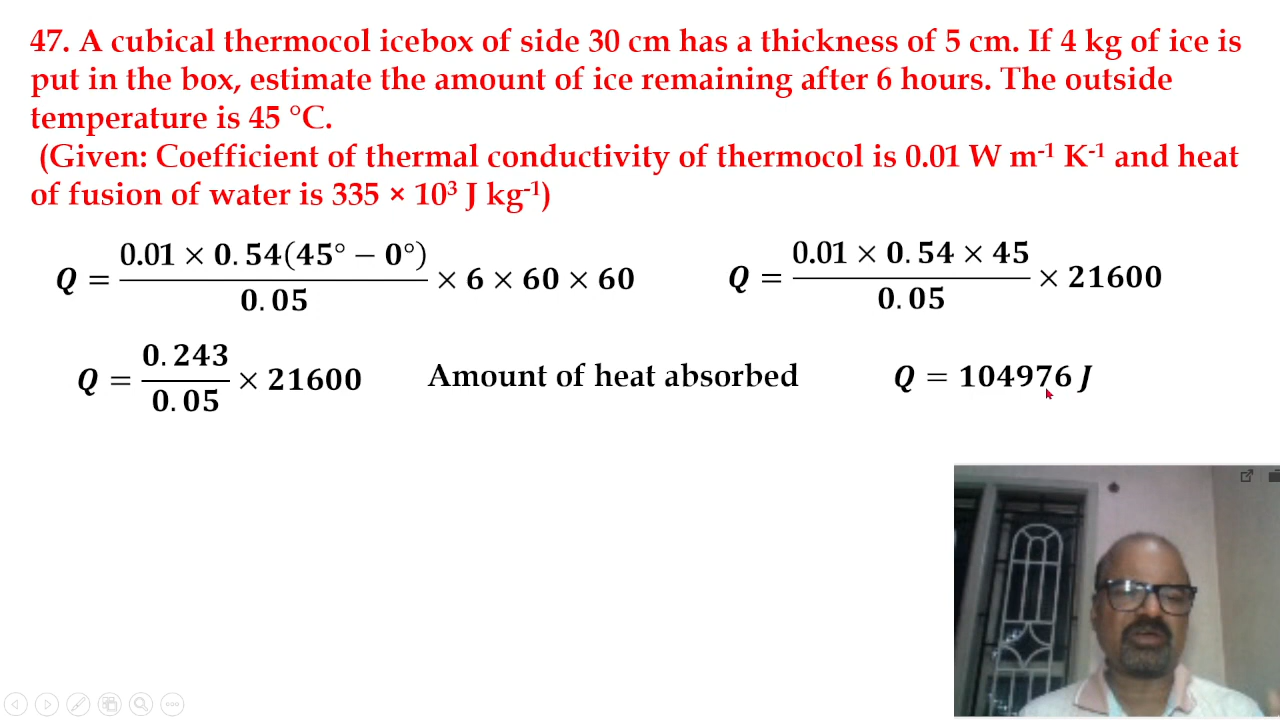 47. A cubical thermocol icebox of side 30 cm has a thickness of 5 cm. If 4 kg of ice is
put in the box, estimate the amount of ice remaining after 6 hours. The outside
temperature is 45 °C.
(Given: Coefficient of thermal conductivity of thermocol is 0.01 W m⁻¹ K⁻¹ and heat
of fusion of water is 335 × 10³ J kg⁻¹)
Q = 0.01 × 0.54(45° − 0°) / 0.05 × 6 × 60 × 60
Q = 0.01 × 0.54 × 45 / 0.05 × 21600
Q = 0.243 / 0.05 × 21600
Amount of heat absorbed
Q = 104976 J